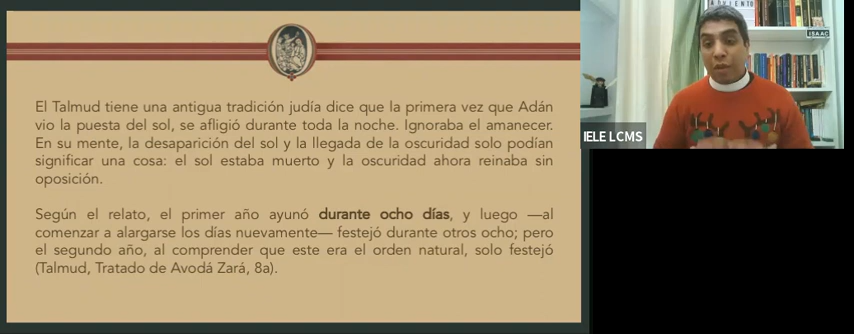 El Talmud tiene una antigua tradición judía dice que la primera vez que Adán
vio la puesta del sol, se afligió durante toda la noche. Ignoraba el amanecer.
En su mente, la desaparición del sol y la llegada de la oscuridad solo podían
significar una cosa: el sol estaba muerto y la oscuridad ahora reinaba sin
oposición.
Según el relato, el primer año ayunó durante ocho días, y luego —al
comenzar a alargarse los días nuevamente— festejó durante otros ocho; pero
el segundo año, al comprender que este era el orden natural, solo festejó
(Talmud, Tratado de Avodá Zará, 8a).
ADVIENTO
ISAAC
IELE LCMS